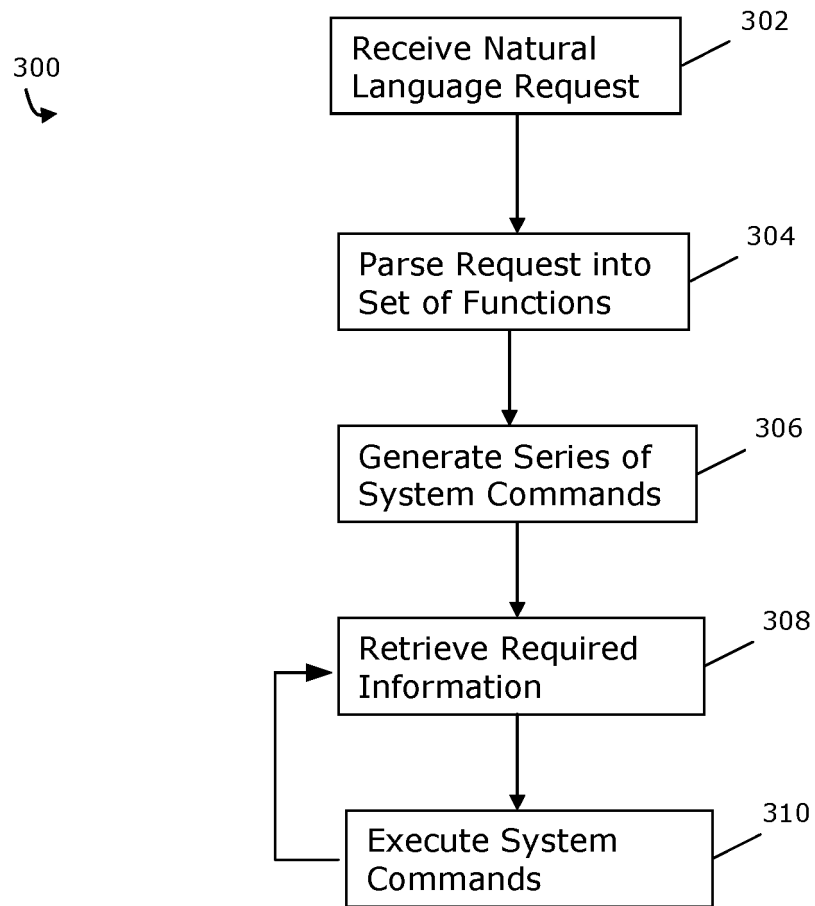 302
Receive Natural
Language Request
300
304
Parse Request into
Set of Functions
306
Generate Series of
System Commands
308
Retrieve Required
Information
310
Execute System
Commands